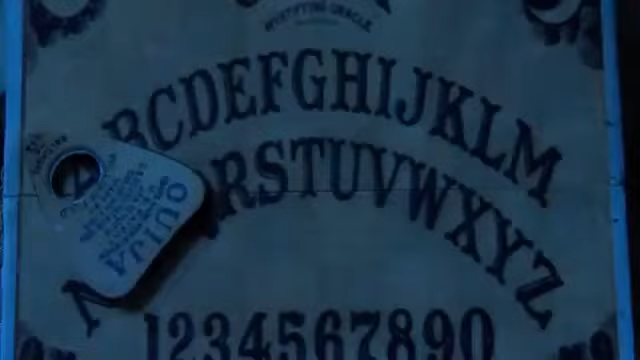 MYSTIFYING ORACLE
A BCDEFGHIJKLM
N RSTUVWXYZ
1234567890
OUIJA